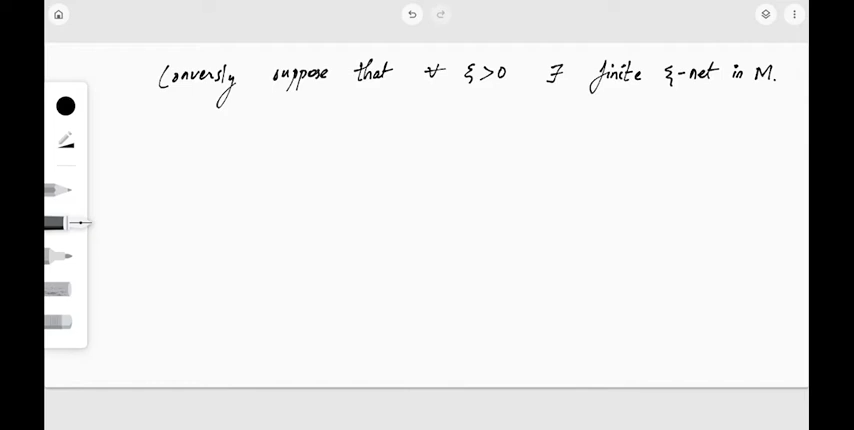 Conversly suppose that ∀ ξ>0 ∃ finite ξ-net in M.